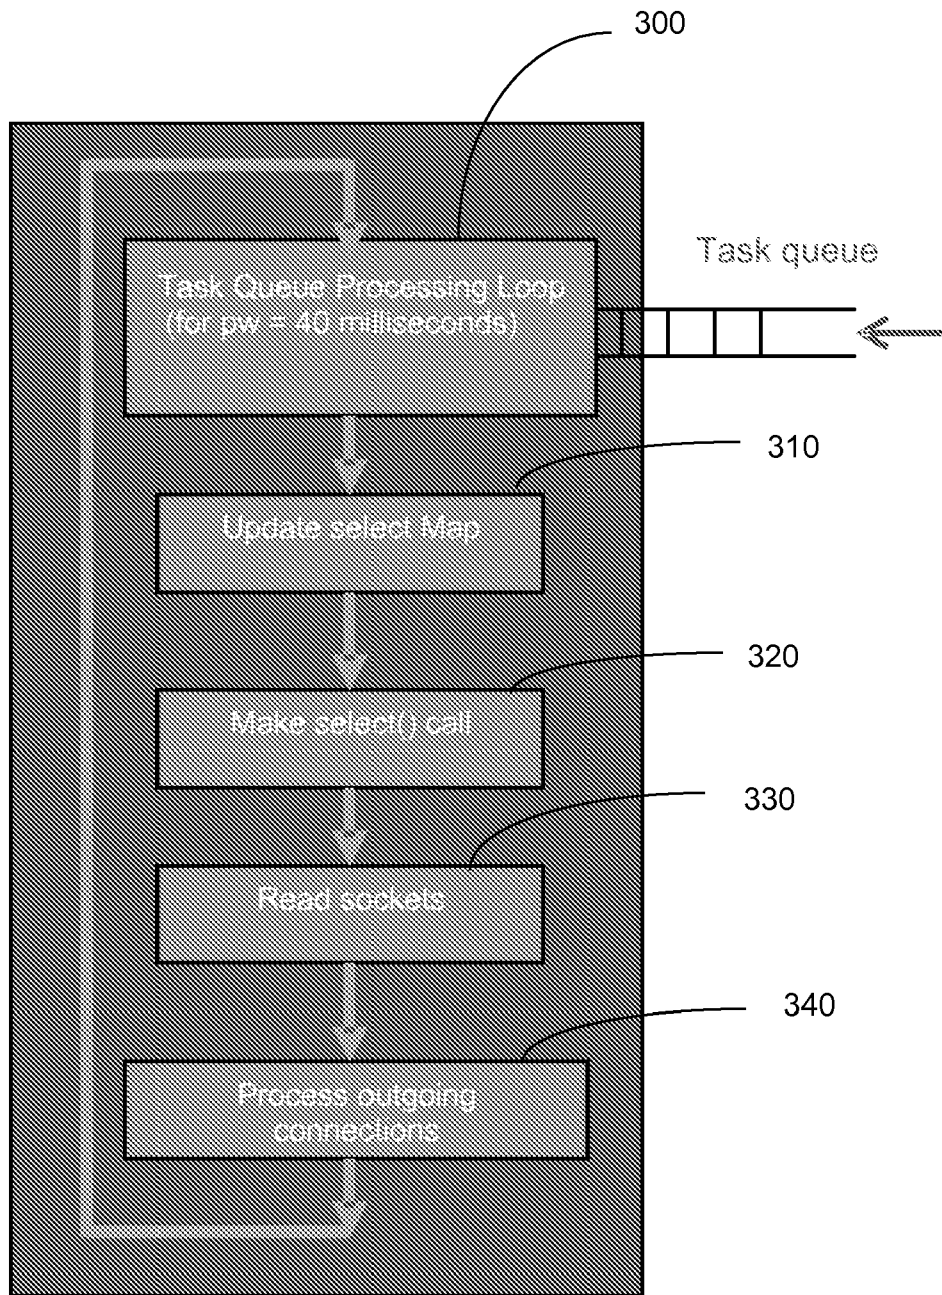 300
Task queue
Task Queue Processing Loop
(for pw = 40 milliseconds)
310
Update select Map
320
Make select() call
330
Read sockets
340
Process outgoing
connections